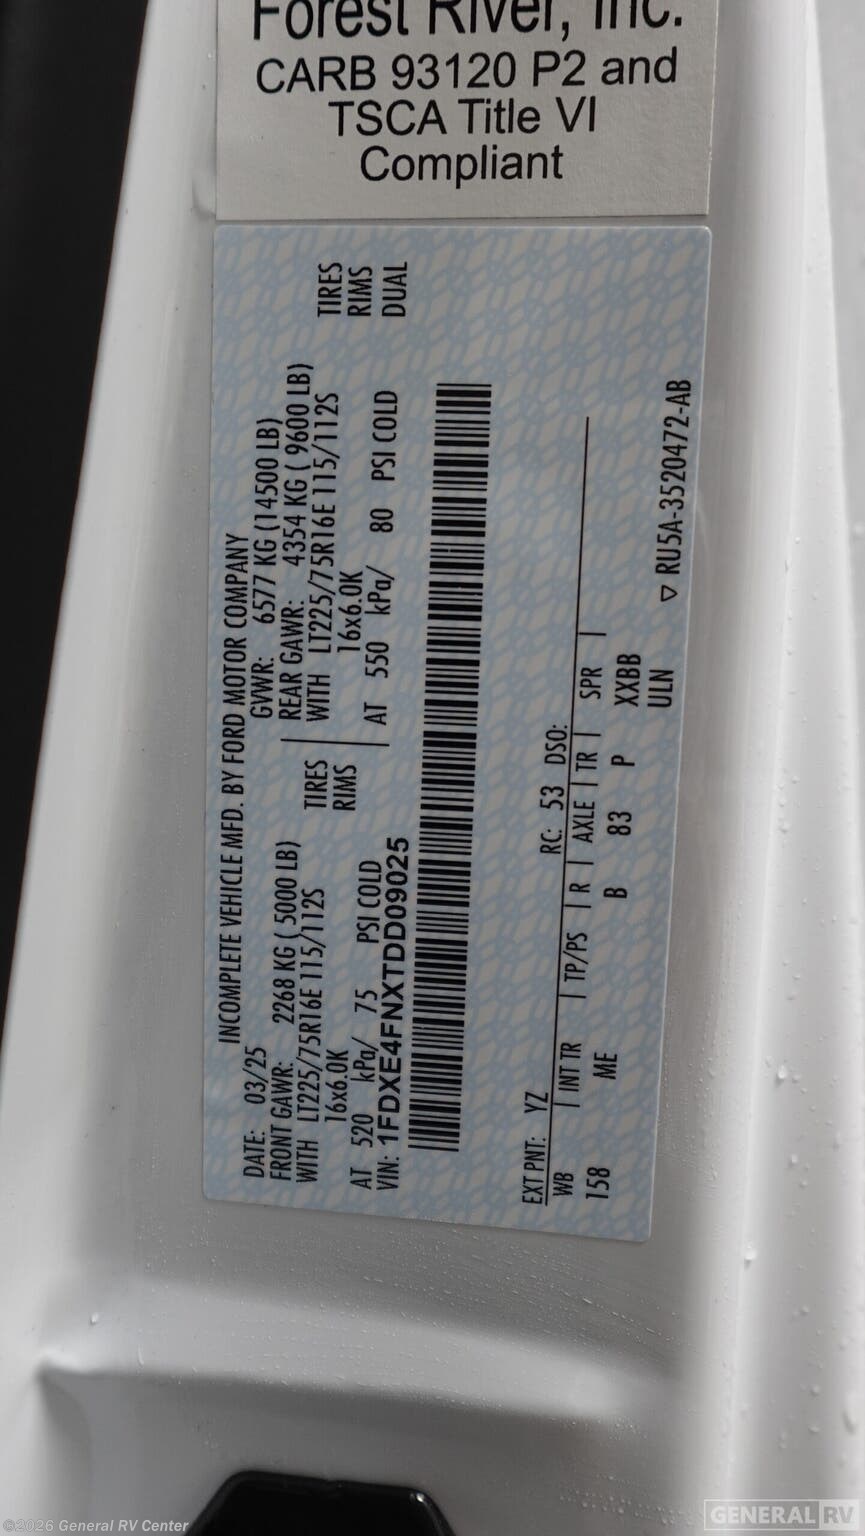 Forest River, Inc.
CARB 93120 P2 and
TSCA Title VI
Compliant
INCOMPLETE VEHICLE MFD. BY FORD MOTOR COMPANY
DATE: 03/25 GVWR: 6577 KG (14500 LB)
FRONT GAWR: 2268 KG ( 5000 LB) REAR GAWR: 4354 KG ( 9600 LB)
WITH LT225/75R16E 115/112S TIRES WITH LT225/75R16E 115/112S TIRES
16x6.0K RIMS 16x6.0K RIMS
AT 520 kPa/ 75 PSI COLD AT 550 kPa/ 80 PSI COLD DUAL
VIN: 1FDXE4FNXTDD09025
EXT PNT: YZ RC: 53 DSO:
WB INT TR TP/PS R AXLE TR SPR
158 ME B 83 P XXBB
ULN
▽ RU5A-3520472-AB
©2026 General RV Center
GENERAL RV